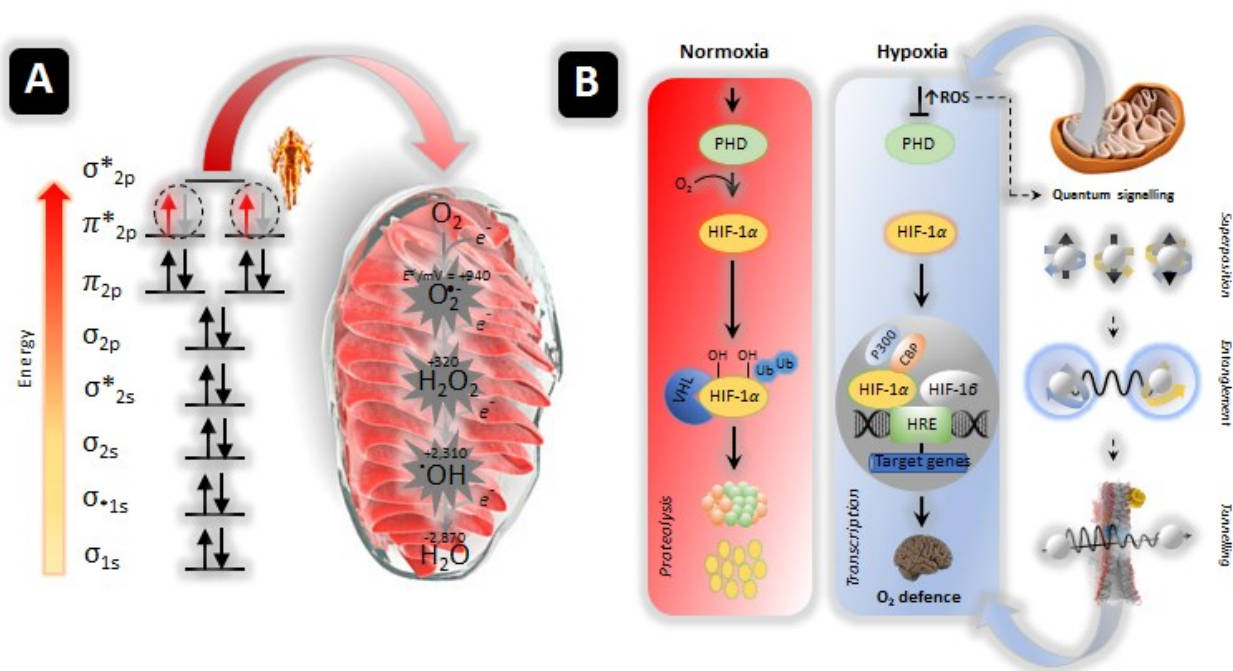 A
σ*2p
π*2p
π2p
σ2p
σ*2s
σ2s
σ*1s
σ1s
Energy
O2
e-
E°/mV = +940
O2•-
e-
+320
H2O2
e-
+2,310
•OH
e-
-2,870
H2O
B
Normoxia
PHD
O2
HIF-1α
OH OH
Ub Ub
VHL
HIF-1α
Proteolysis
Hypoxia
↑ROS
PHD
HIF-1α
P300
CBP
HIF-1α
HIF-1β
HRE
Target genes
Transcription
O2 defence
Quantum signalling
Superposition
Entanglement
Tunnelling